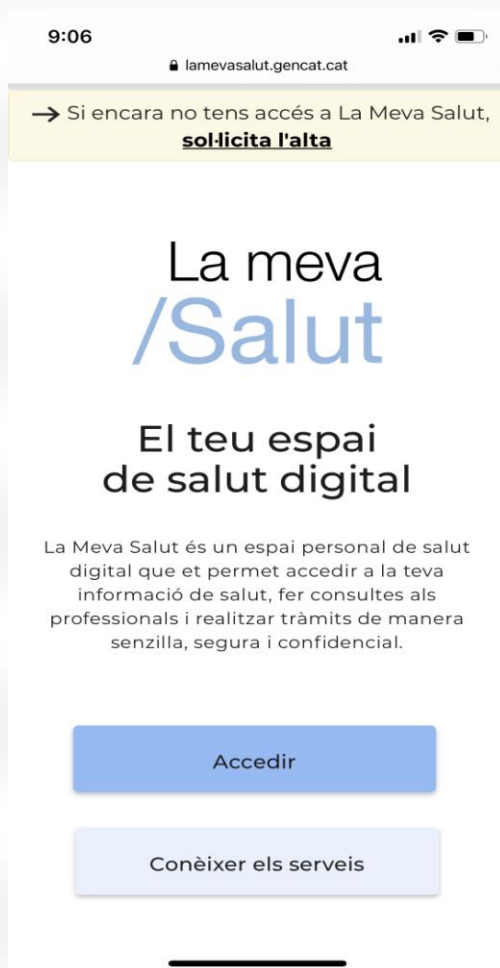 9:06
lamevasalut.gencat.cat
→ Si encara no tens accés a La Meva Salut,
sol·licita l'alta
La meva
/Salut
El teu espai
de salut digital
La Meva Salut és un espai personal de salut
digital que et permet accedir a la teva
informació de salut, fer consultes als
professionals i realitzar tràmits de manera
senzilla, segura i confidencial.
Accedir
Conèixer els serveis